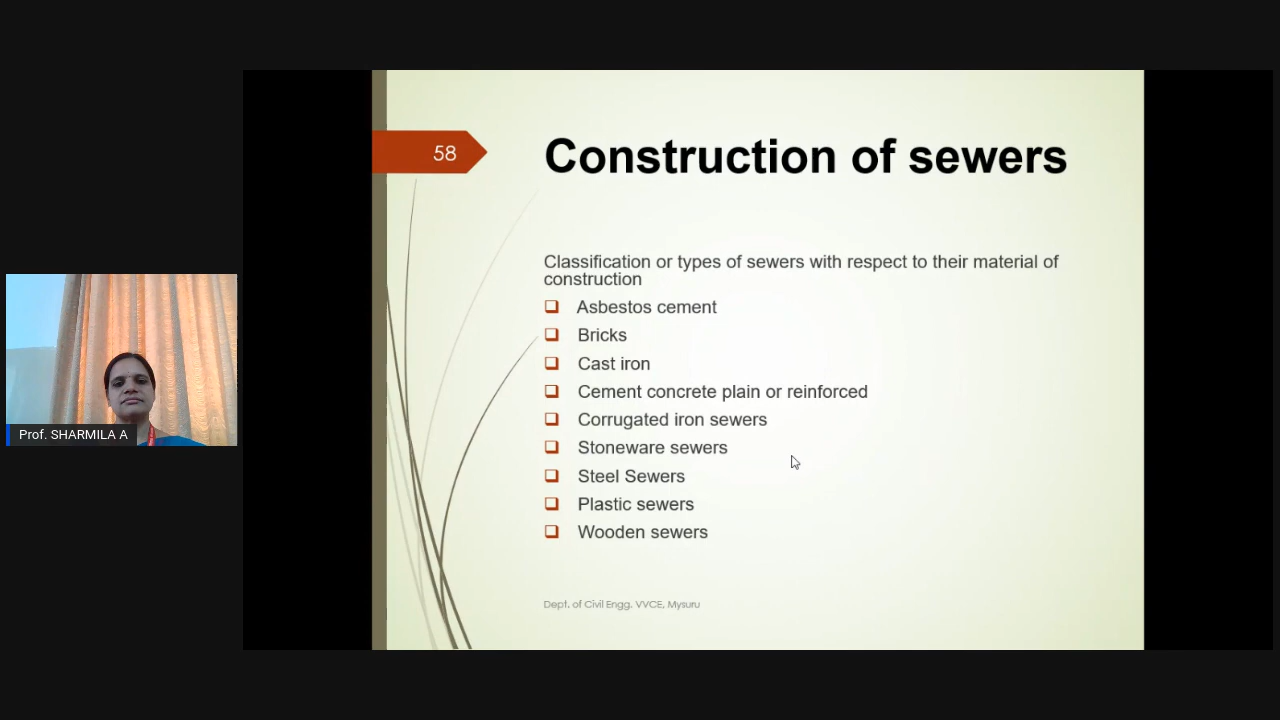 58
Construction of sewers
Classification or types of sewers with respect to their material of
construction
Asbestos cement
Bricks
Cast iron
Cement concrete plain or reinforced
Corrugated iron sewers
Stoneware sewers
Steel Sewers
Plastic sewers
Wooden sewers
Dept. of Civil Engg. VVCE, Mysuru
Prof. SHARMILA A